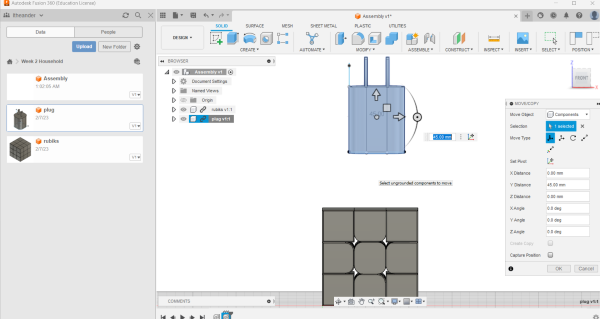 Autodesk Fusion 360 (Education License)
Assembly v1*
Data
People
Upload
New Folder
Week 2 Household
Assembly
1:02:05 AM
V1
plug
2/7/23
V1
rubiks
2/7/23
V1
DESIGN
SOLID
SURFACE
MESH
SHEET METAL
PLASTIC
UTILITIES
CREATE
AUTOMATE
MODIFY
ASSEMBLE
CONSTRUCT
INSPECT
INSERT
SELECT
POSITION
BROWSER
Assembly v1
Document Settings
Named Views
Origin
rubiks v1:1
plug v1:1
45.00 mm
Select ungrounded components to move
Z
FRONT
X
MOVE/COPY
Move Object
Components
Selection
1 selected
Move Type
Set Pivot
X Distance
0.00 mm
Y Distance
45.00 mm
Z Distance
0.00 mm
X Angle
0.0 deg
Y Angle
0.0 deg
Z Angle
0.0 deg
Create Copy
Capture Position
OK
Cancel
COMMENTS
plug v1:1